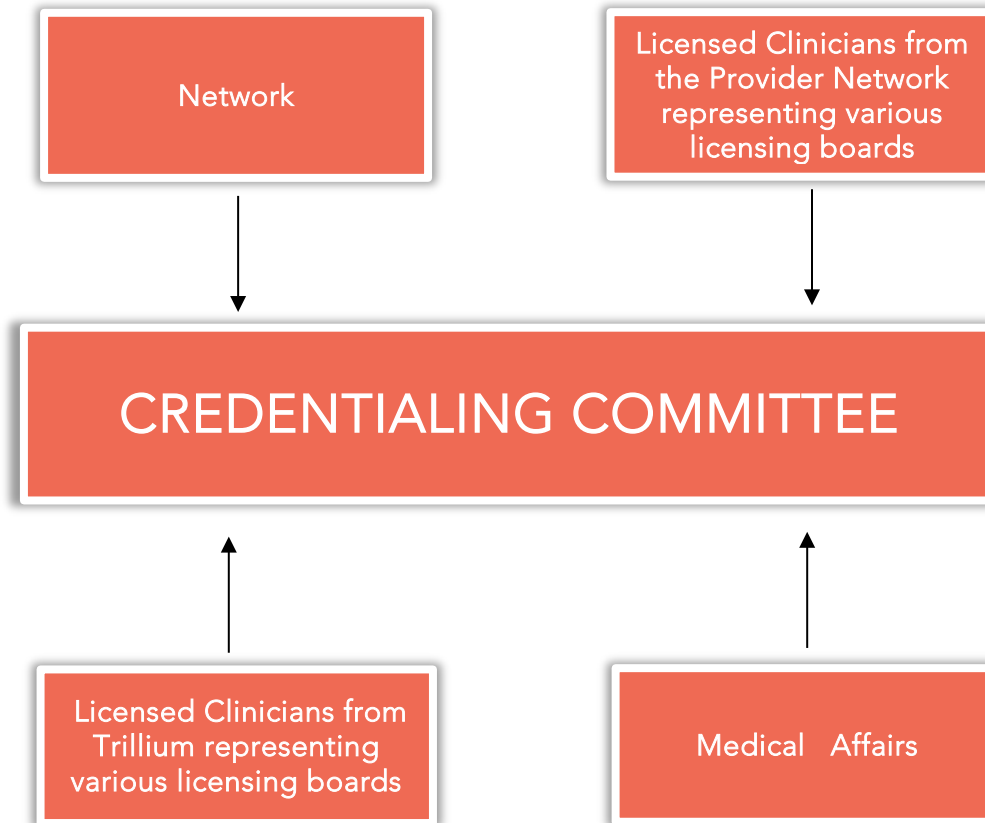 Network
Licensed Clinicians from
the Provider Network
representing various
licensing boards
CREDENTIALING COMMITTEE
Licensed Clinicians from
Trillium representing
various licensing boards
Medical Affairs